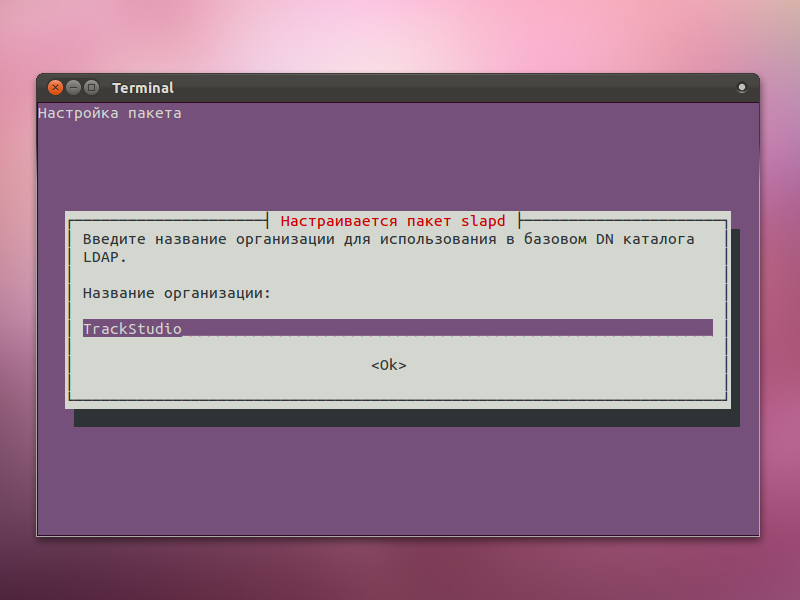 Terminal
Настройка пакета
Настраивается пакет slapd
Введите название организации для использования в базовом DN каталога
LDAP.
Название организации:
TrackStudio
<Ok>